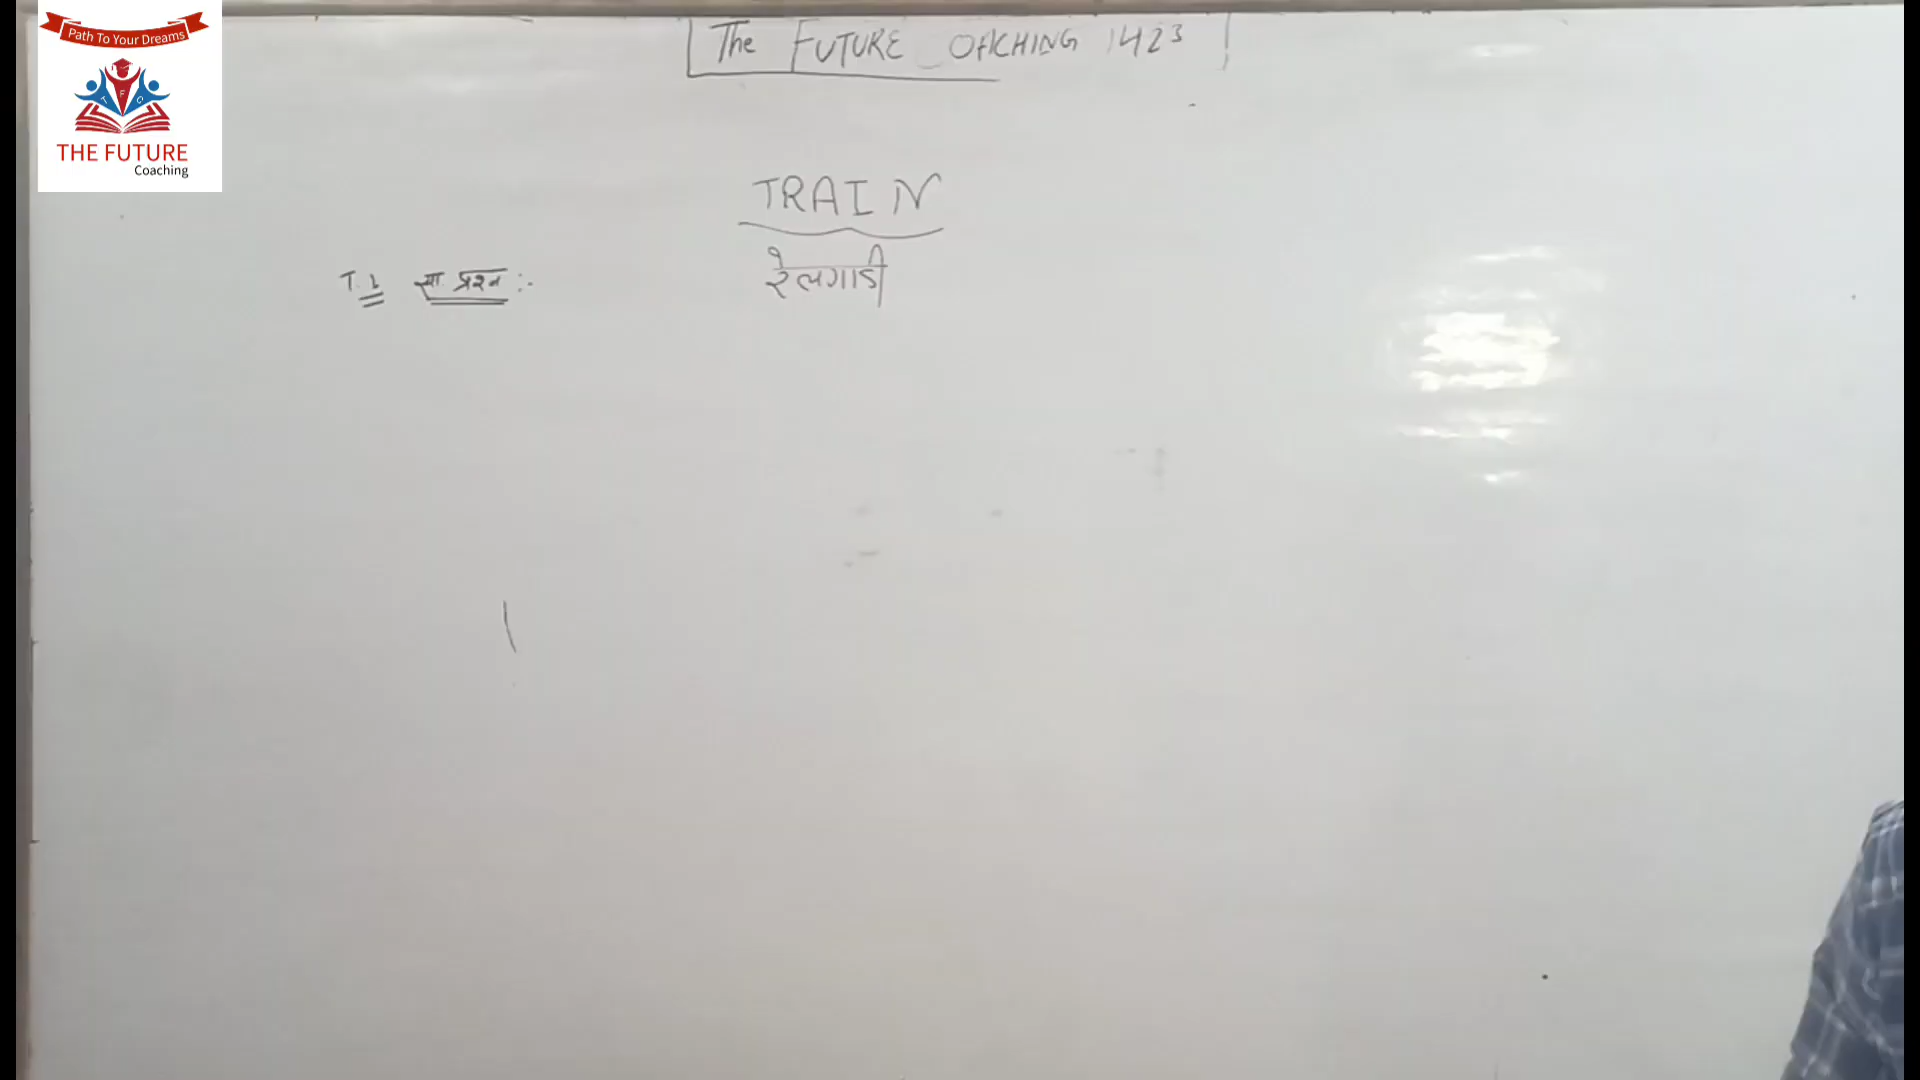 Path To Your Dreams
T F C
THE FUTURE
Coaching
The FUTURE COACHING 1423
TRAIN
रेलगाडी
T. 1 सा. प्रश्न :-